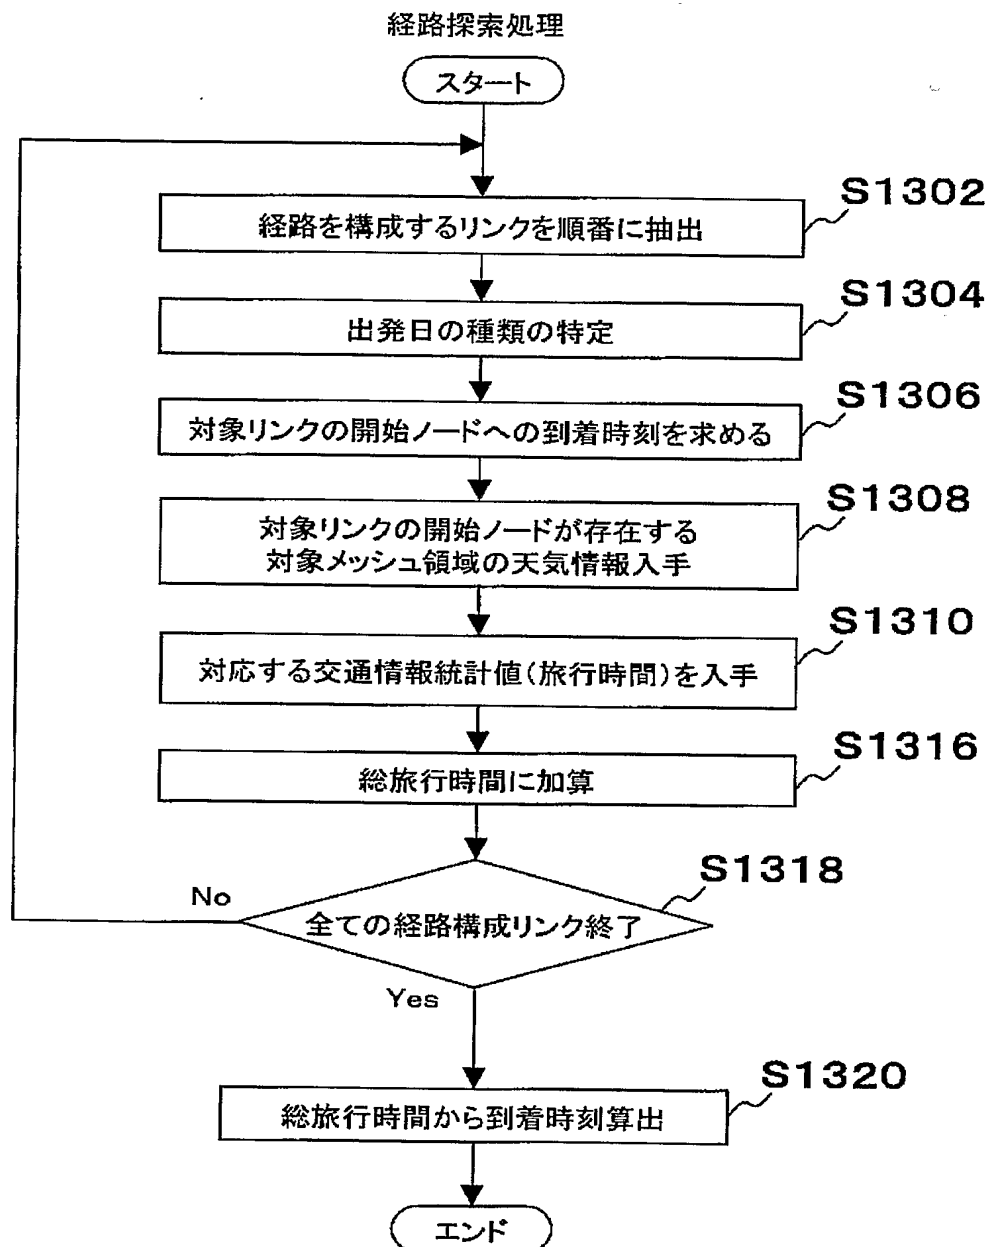 経路探索処理
スタート
S1302
経路を構成するリンクを順番に抽出
S1304
出発日の種類の特定
S1306
対象リンクの開始ノードへの到着時刻を求める
S1308
対象リンクの開始ノードが存在する
対象メッシュ領域の天気情報入手
S1310
対応する交通情報統計値(旅行時間)を入手
S1316
総旅行時間に加算
S1318
No
全ての経路構成リンク終了
Yes
S1320
総旅行時間から到着時刻算出
エンド